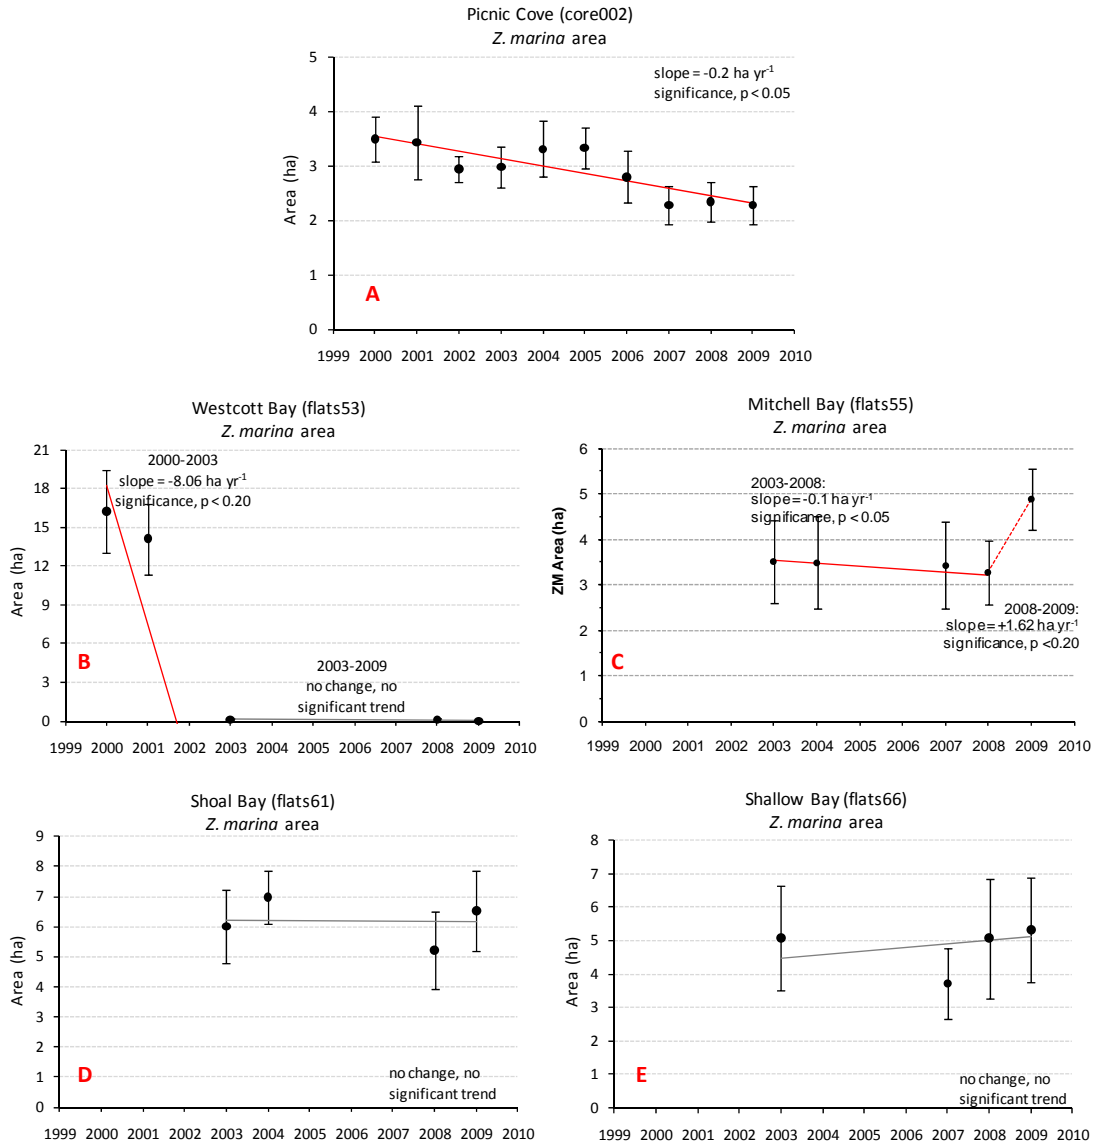 Picnic Cove (core002)
Z. marina area
5
4
3
2
1
0
Area (ha)
slope = -0.2 ha yr-1
significance, p < 0.05
A
1999 2000 2001 2002 2003 2004 2005 2006 2007 2008 2009 2010
Westcott Bay (flats53)
Z. marina area
21
18
15
12
9
6
3
0
Area (ha)
2000-2003
slope = -8.06 ha yr-1
significance, p < 0.20
B
2003-2009
no change, no
significant trend
1999 2000 2001 2002 2003 2004 2005 2006 2007 2008 2009 2010
Mitchell Bay (flats55)
Z. marina area
6
5
4
3
2
1
0
ZM Area (ha)
2003-2008:
slope = -0.1 ha yr-1
significance, p < 0.05
2008-2009:
slope = +1.62 ha yr-1
significance, p <0.20
C
1999 2000 2001 2002 2003 2004 2005 2006 2007 2008 2009 2010
Shoal Bay (flats61)
Z. marina area
9
8
7
6
5
4
3
2
1
0
Area (ha)
D
no change, no
significant trend
1999 2000 2001 2002 2003 2004 2005 2006 2007 2008 2009 2010
Shallow Bay (flats66)
Z. marina area
8
7
6
5
4
3
2
1
0
Area (ha)
E
no change, no
significant trend
1999 2000 2001 2002 2003 2004 2005 2006 2007 2008 2009 2010